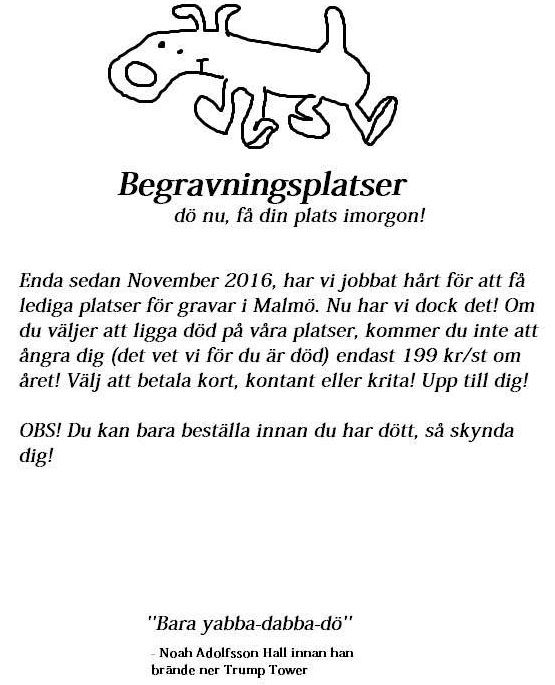 Begravningsplatser
dö nu, få din plats imorgon!
Enda sedan November 2016, har vi jobbat hårt för att få
lediga platser för gravar i Malmö. Nu har vi dock det! Om
du väljer att ligga död på våra platser, kommer du inte att
ångra dig (det vet vi för du är död) endast 199 kr/st om
året! Välj att betala kort, kontant eller krita! Upp till dig!
OBS! Du kan bara beställa innan du har dött, så skynda
dig!
"Bara yabba-dabba-dö"
- Noah Adolfsson Hall innan han
brände ner Trump Tower